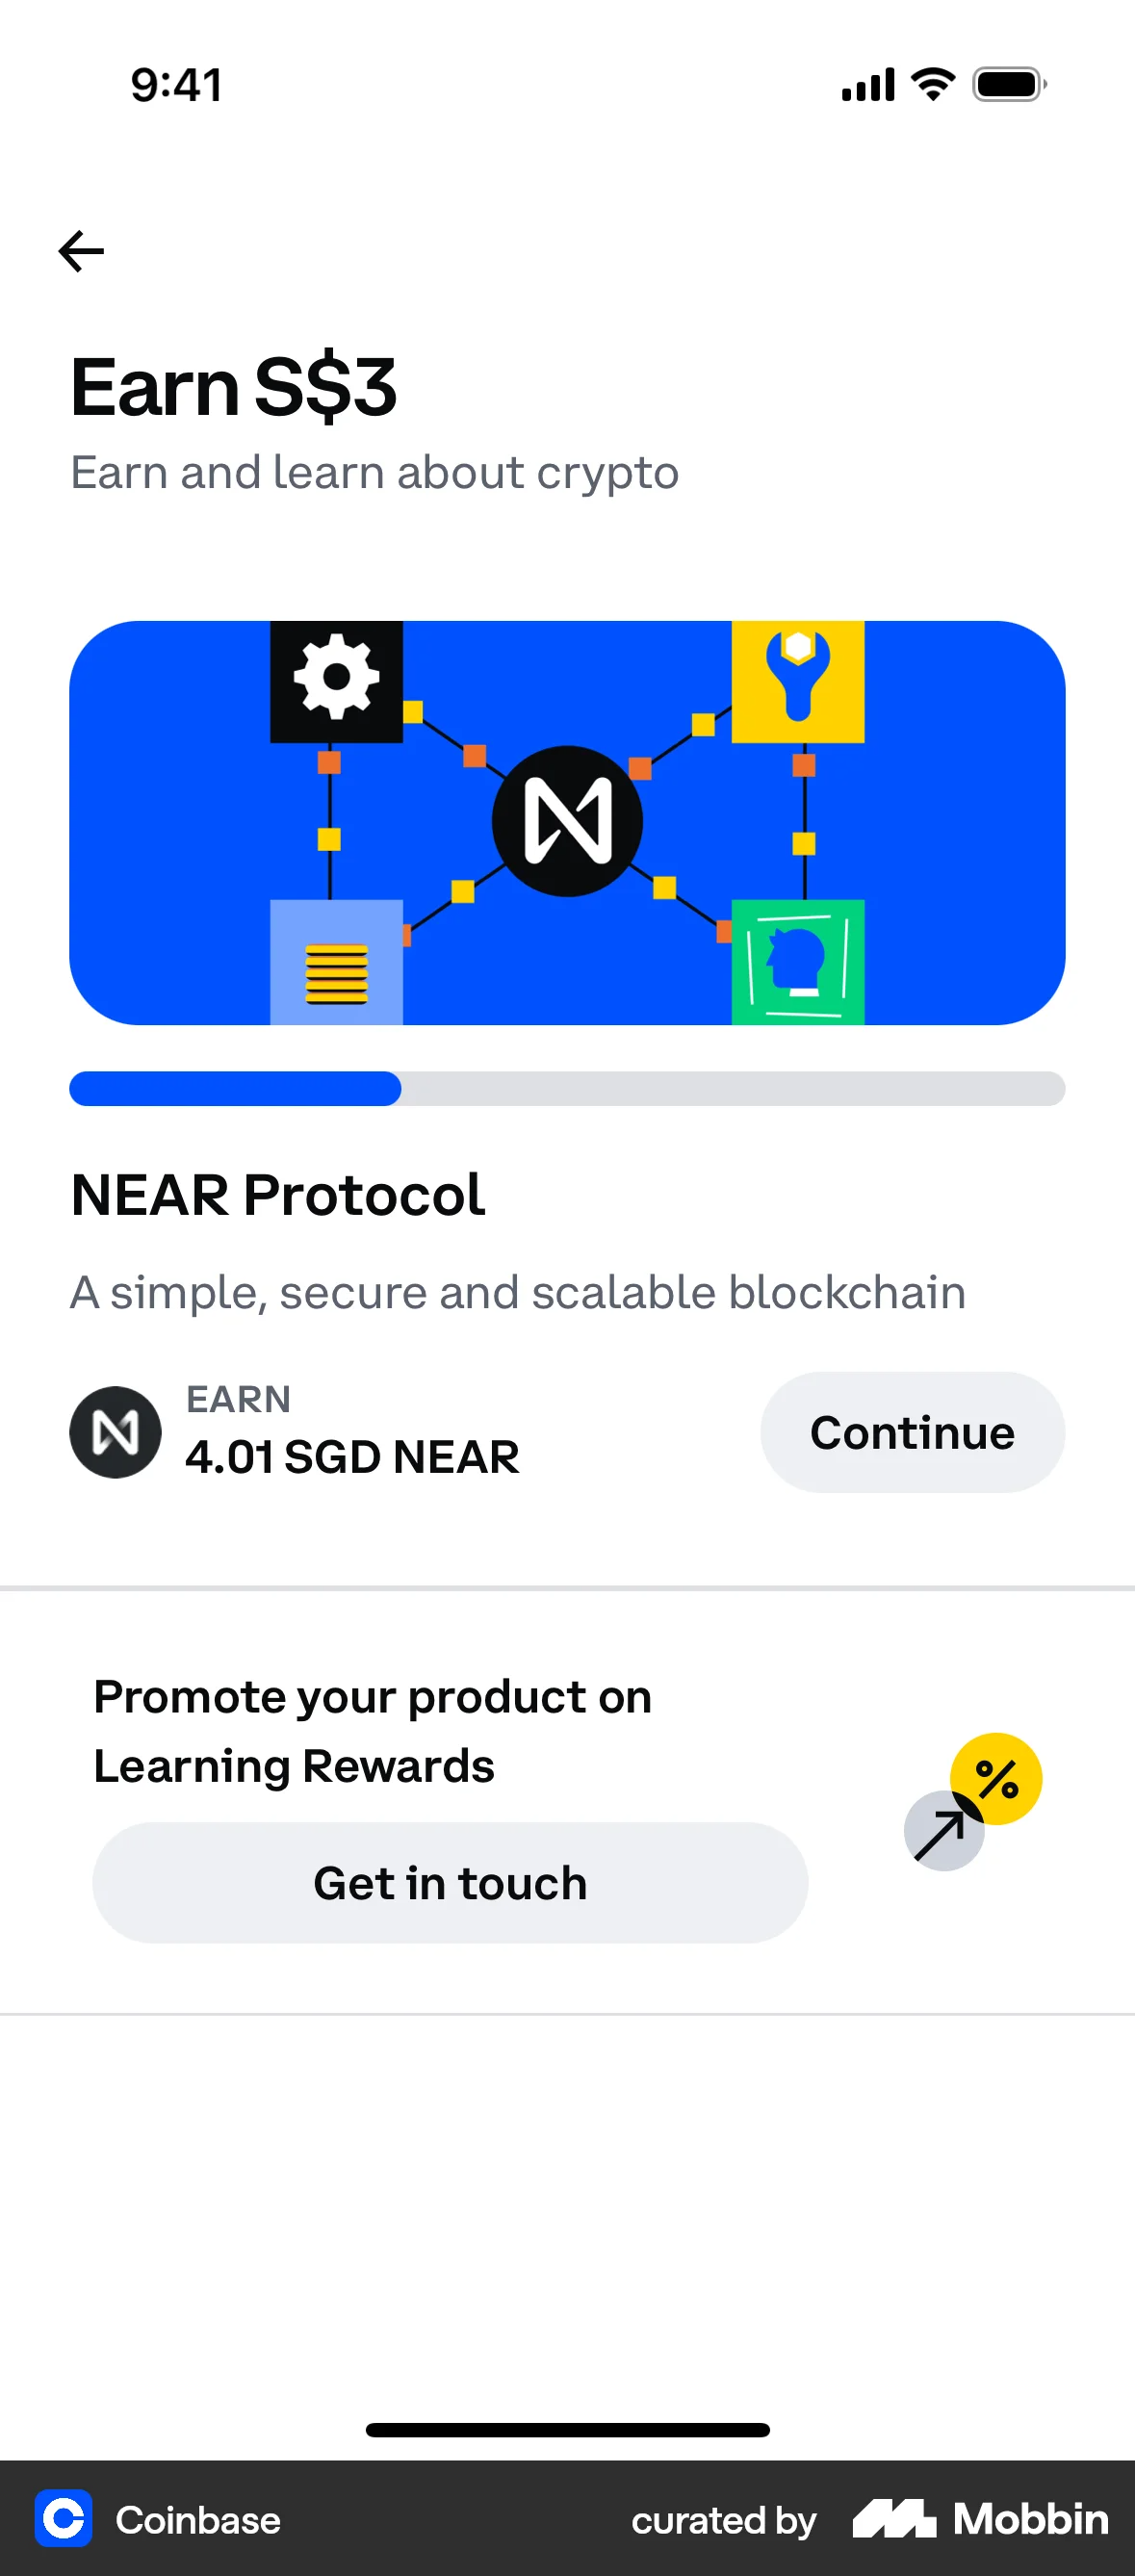 9:41
Earn S$3
Earn and learn about crypto
NEAR Protocol
A simple, secure and scalable blockchain
EARN
4.01 SGD NEAR
Continue
Promote your product on
Learning Rewards
%
Get in touch
Coinbase
curated by
Mobbin